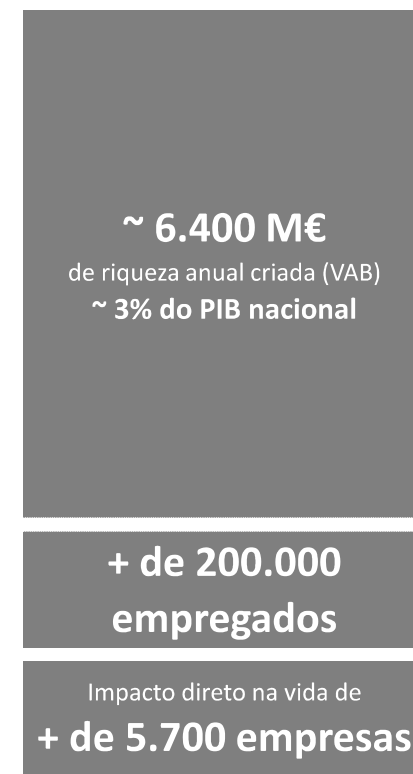 ~ 6.400 M€
de riqueza anual criada (VAB)
~ 3% do PIB nacional
+ de 200.000
empregados
Impacto direto na vida de
+ de 5.700 empresas